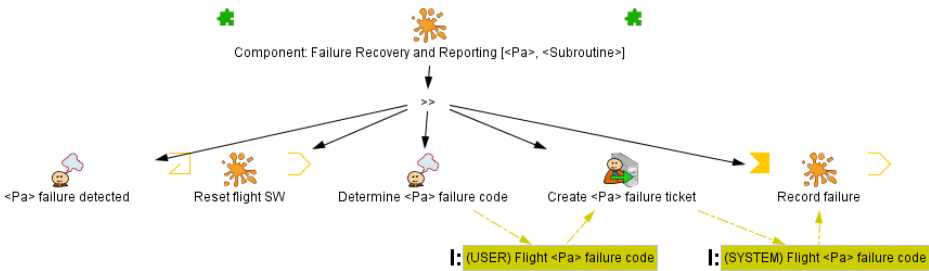 Component: Failure Recovery and Reporting [<Pa>, <Subroutine>]
>>
<Pa> failure detected
Reset flight SW
Determine <Pa> failure code
Create <Pa> failure ticket
Record failure
I: (USER) Flight <Pa> failure code
I: (SYSTEM) Flight <Pa> failure code